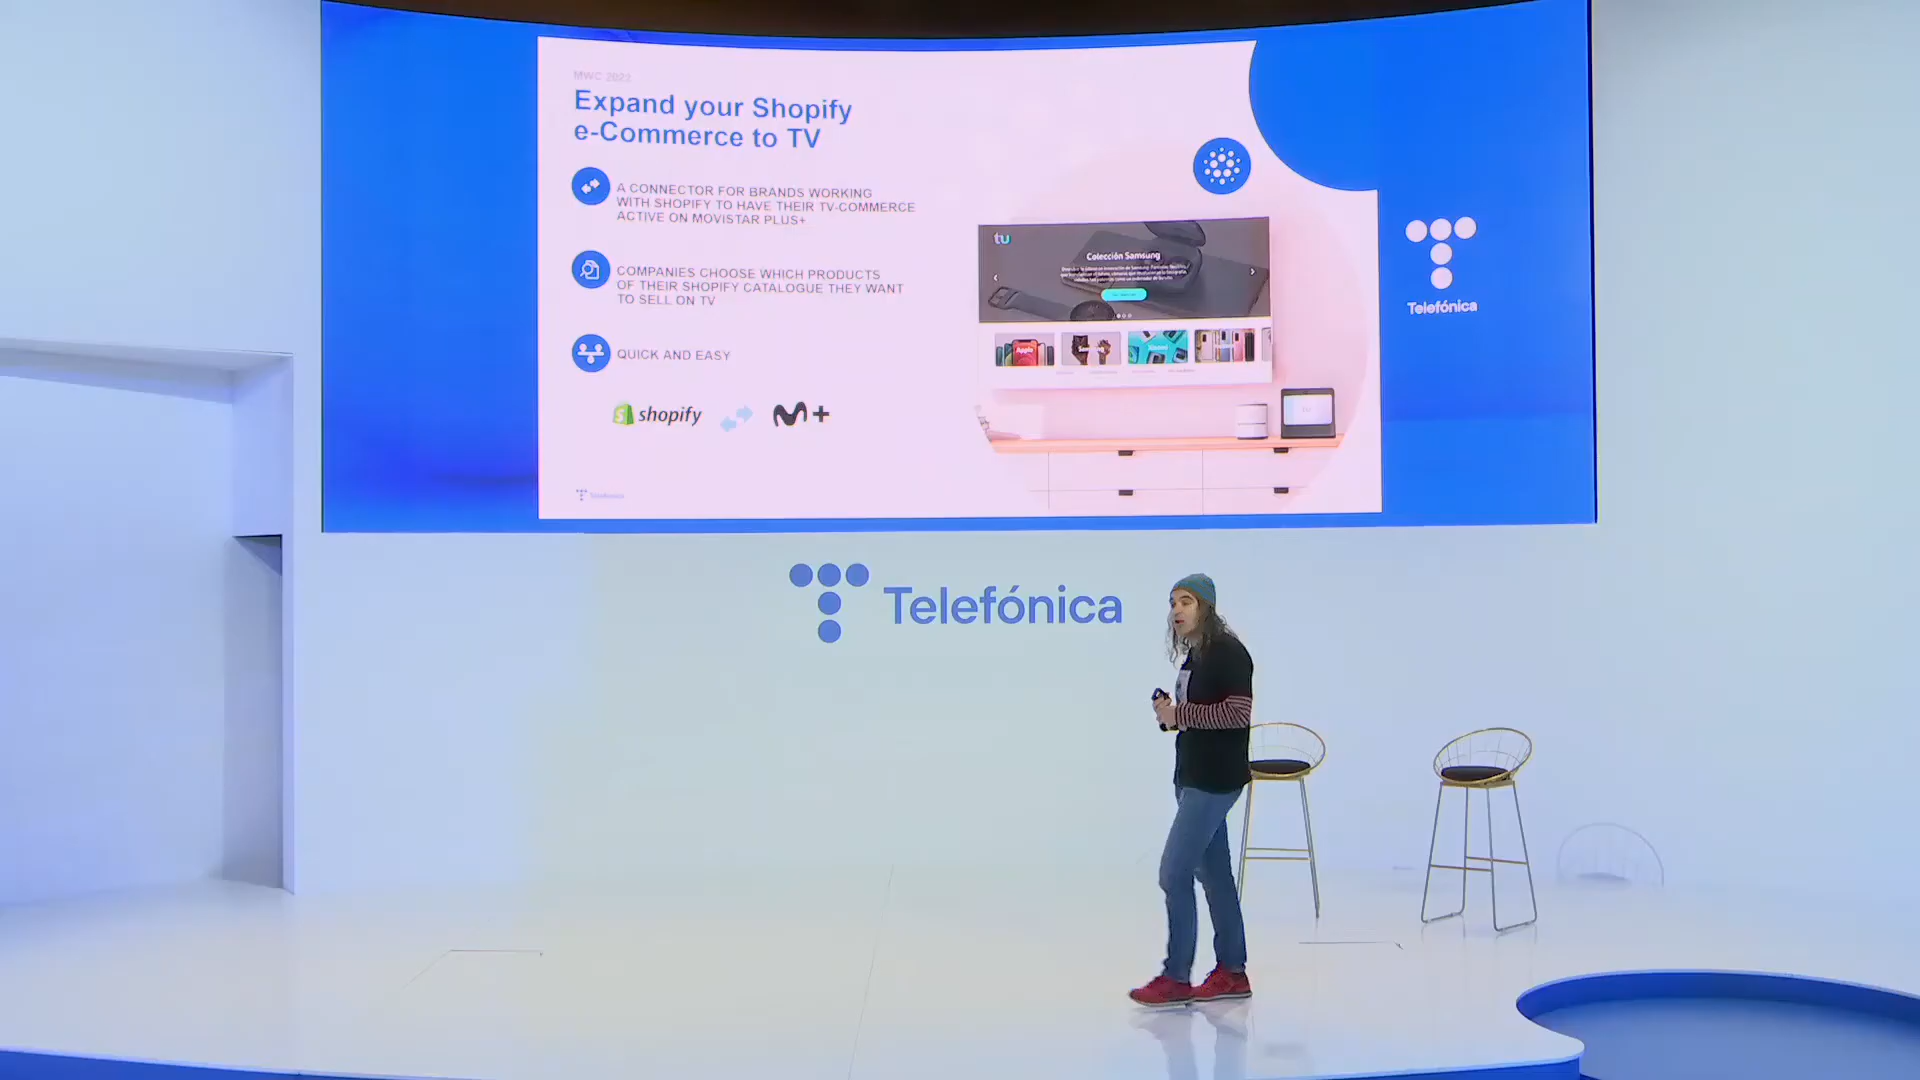 MWC 2022
Expand your Shopify
e-Commerce to TV
A CONNECTOR FOR BRANDS WORKING
WITH SHOPIFY TO HAVE THEIR TV-COMMERCE
ACTIVE ON MOVISTAR PLUS+
COMPANIES CHOOSE WHICH PRODUCTS
OF THEIR SHOPIFY CATALOGUE THEY WANT
TO SELL ON TV
QUICK AND EASY
shopify
M+
Telefónica
tu
Colección Samsung
Apple
Telefónica
Telefónica